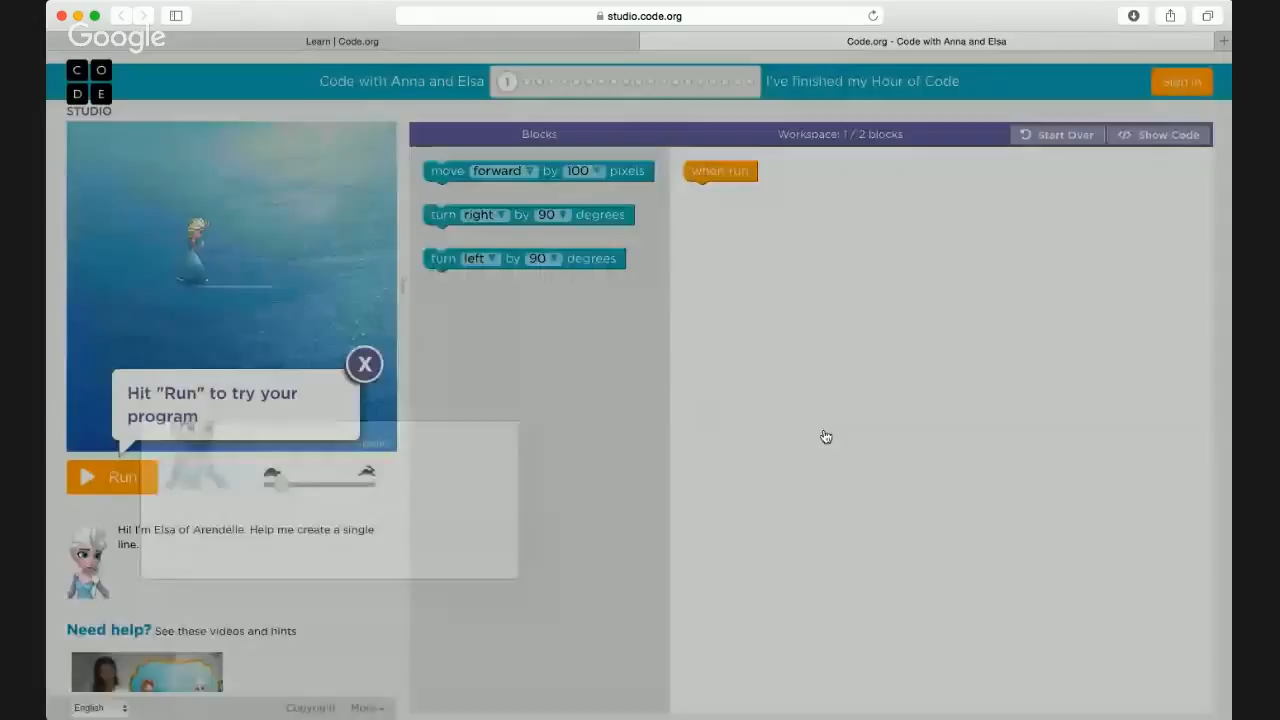 studio.code.org
Google
Learn | Code.org
Code.org - Code with Anna and Elsa
C O
D E
STUDIO
Code with Anna and Elsa
1
I've finished my Hour of Code
Sign in
Blocks
Workspace: 1 / 2 blocks
Start Over
Show Code
move forward by 100 pixels
when run
turn right by 90 degrees
turn left by 90 degrees
X
Hit "Run" to try your
program
Run
Hi! I'm Elsa of Arendelle. Help me create a single
line.
Need help? See these videos and hints
English
Copyright
More